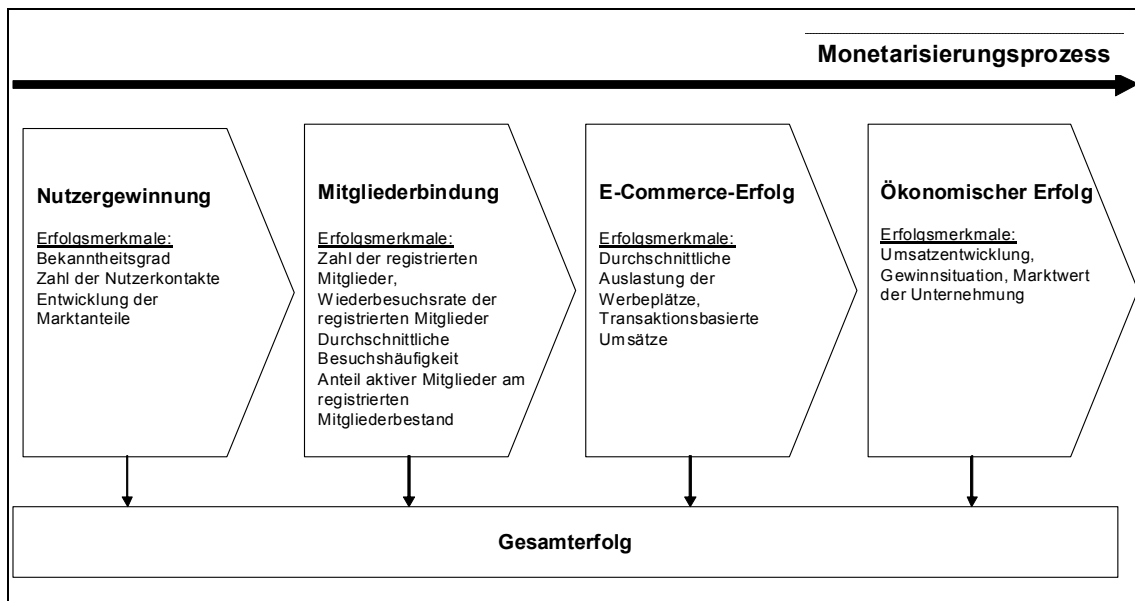 Monetarisierungsprozess
Nutzergewinnung
Erfolgsmerkmale:
Bekanntheitsgrad
Zahl der Nutzerkontakte
Entwicklung der
Marktanteile
Mitgliederbindung
Erfolgsmerkmale:
Zahl der registrierten
Mitglieder,
Wiederbesuchsrate der
registrierten Mitglieder
Durchschnittliche
Besuchshäufigkeit
Anteil aktiver Mitglieder am
registrierten
Mitgliederbestand
E-Commerce-Erfolg
Erfolgsmerkmale:
Durchschnittliche
Auslastung der
Werbeplätze,
Transaktionsbasierte
Umsätze
Ökonomischer Erfolg
Erfolgsmerkmale:
Umsatzentwicklung,
Gewinnsituation, Marktwert
der Unternehmung
Gesamterfolg